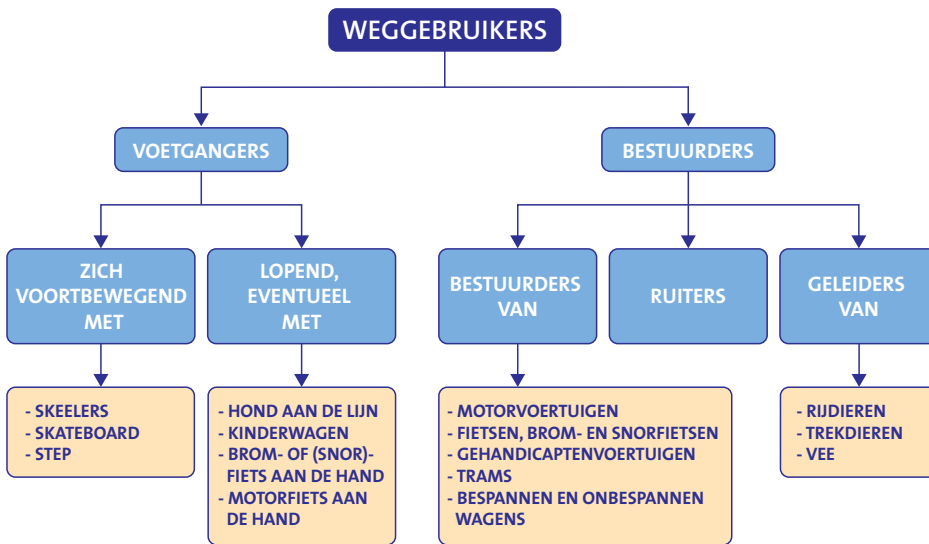 WEGGEBRUIKERS
VOETGANGERS
BESTUURDERS
ZICH
VOORTBEWEGEND
MET
LOPEND,
EVENTUEEL
MET
BESTUURDERS
VAN
RUITERS
GELEIDERS
VAN
- SKEELERS
- SKATEBOARD
- STEP
- HOND AAN DE LIJN
- KINDERWAGEN
- BROM- OF (SNOR)-
FIETS AAN DE HAND
- MOTORFIETS AAN
DE HAND
- MOTORVOERTUIGEN
- FIETSEN, BROM- EN SNORFIETSEN
- GEHANDICAPTENVOERTUIGEN
- TRAMS
- BESPANNEN EN ONBESPANNEN
WAGENS
- RIJDIEREN
- TREKDIEREN
- VEE